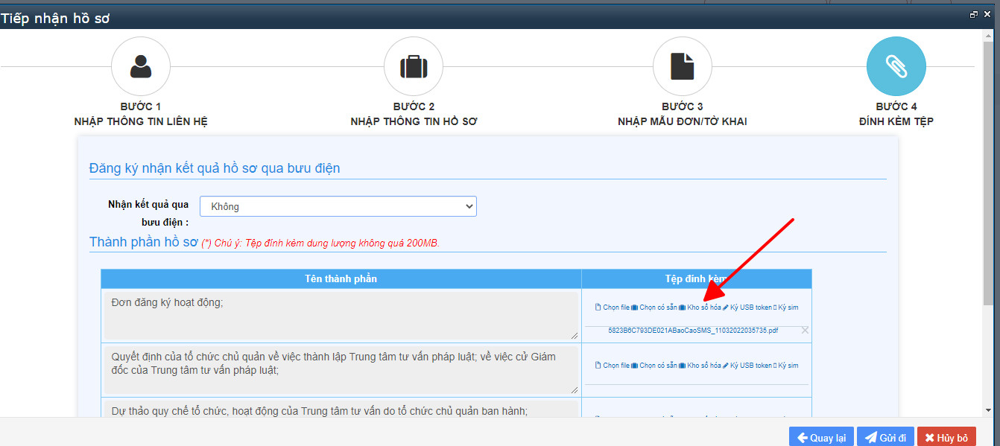 Tiếp nhận hồ sơ
BƯỚC 1
NHẬP THÔNG TIN LIÊN HỆ
BƯỚC 2
NHẬP THÔNG TIN HỒ SƠ
BƯỚC 3
NHẬP MẪU ĐƠN/TỜ KHAI
BƯỚC 4
ĐÍNH KÈM TỆP
Đăng ký nhận kết quả hồ sơ qua bưu điện
Nhận kết quả qua
bưu điện :
Không
Thành phần hồ sơ (*) Chú ý: Tệp đính kèm dung lượng không quá 200MB.
Tên thành phần
Tệp đính kèm
Đơn đăng ký hoạt động;
Chọn file Chọn có sẵn Kho số hóa Ký USB token Ký sim
5823B6C793DE021ABaoCaoSMS_11032022035735.pdf
Quyết định của tổ chức chủ quản về việc thành lập Trung tâm tư vấn pháp luật; về việc cử Giám
đốc của Trung tâm tư vấn pháp luật;
Chọn file Chọn có sẵn Kho số hóa Ký USB token Ký sim
Dự thảo quy chế tổ chức, hoạt động của Trung tâm tư vấn do tổ chức chủ quản ban hành;
Quay lại
Gửi đi
Hủy bỏ